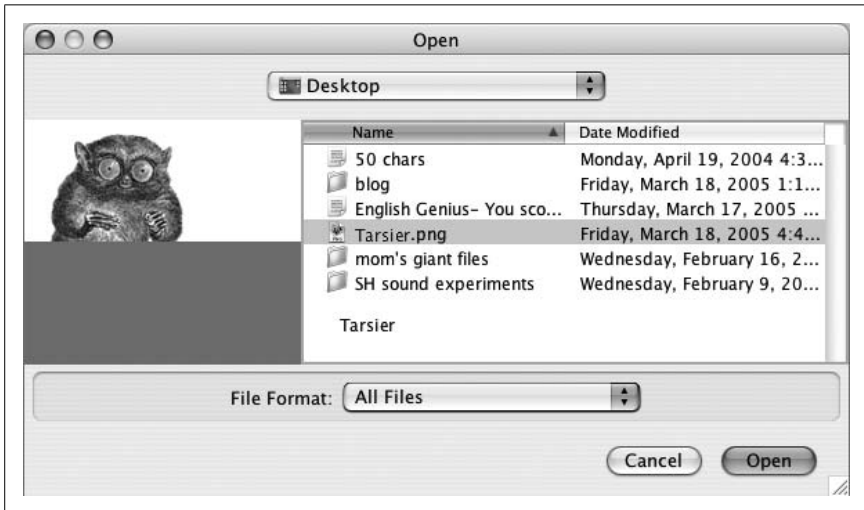 Open
Desktop
Name Date Modified
50 chars Monday, April 19, 2004 4:3...
blog Friday, March 18, 2005 1:1...
English Genius- You sco... Thursday, March 17, 2005 ...
Tarsier.png Friday, March 18, 2005 4:4...
mom's giant files Wednesday, February 16, 2...
SH sound experiments Wednesday, February 9, 20...
Tarsier
File Format: All Files
Cancel Open